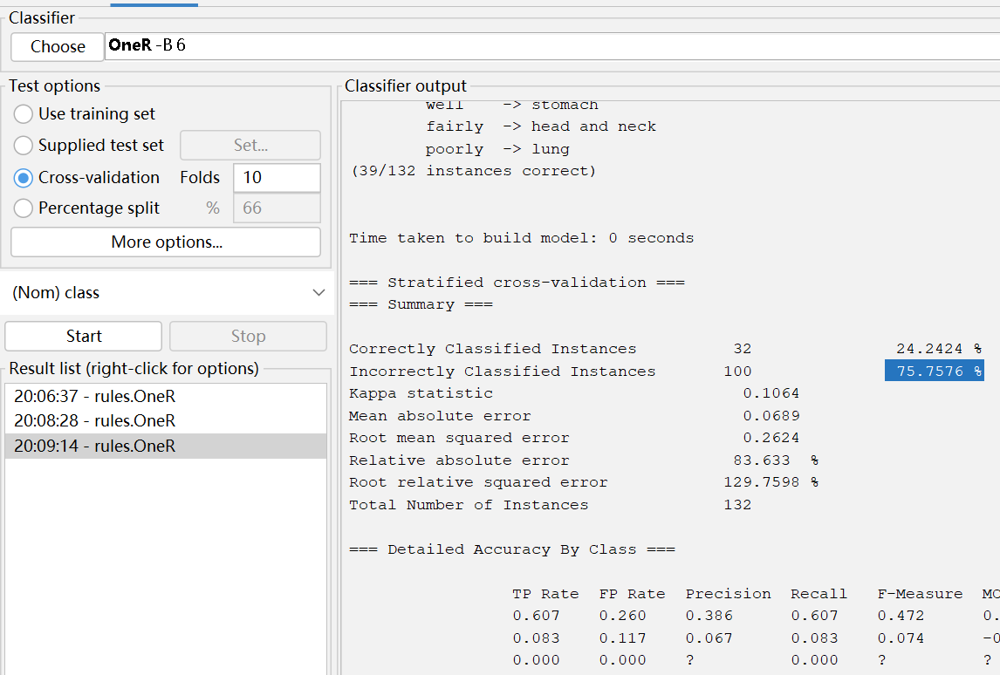 Classifier
Choose OneR -B 6
Test options
Use training set
Supplied test set Set...
Cross-validation Folds 10
Percentage split % 66
More options...
(Nom) class
Start Stop
Result list (right-click for options)
20:06:37 - rules.OneR
20:08:28 - rules.OneR
20:09:14 - rules.OneR
Classifier output
well -> stomach
fairly -> head and neck
poorly -> lung
(39/132 instances correct)
Time taken to build model: 0 seconds
=== Stratified cross-validation ===
=== Summary ===
Correctly Classified Instances 32 24.2424 %
Incorrectly Classified Instances 100 75.7576 %
Kappa statistic 0.1064
Mean absolute error 0.0689
Root mean squared error 0.2624
Relative absolute error 83.633 %
Root relative squared error 129.7598 %
Total Number of Instances 132
=== Detailed Accuracy By Class ===
TP Rate FP Rate Precision Recall F-Measure MC
0.607 0.260 0.386 0.607 0.472 0.
0.083 0.117 0.067 0.083 0.074 -0
0.000 0.000 ? 0.000 ? ?